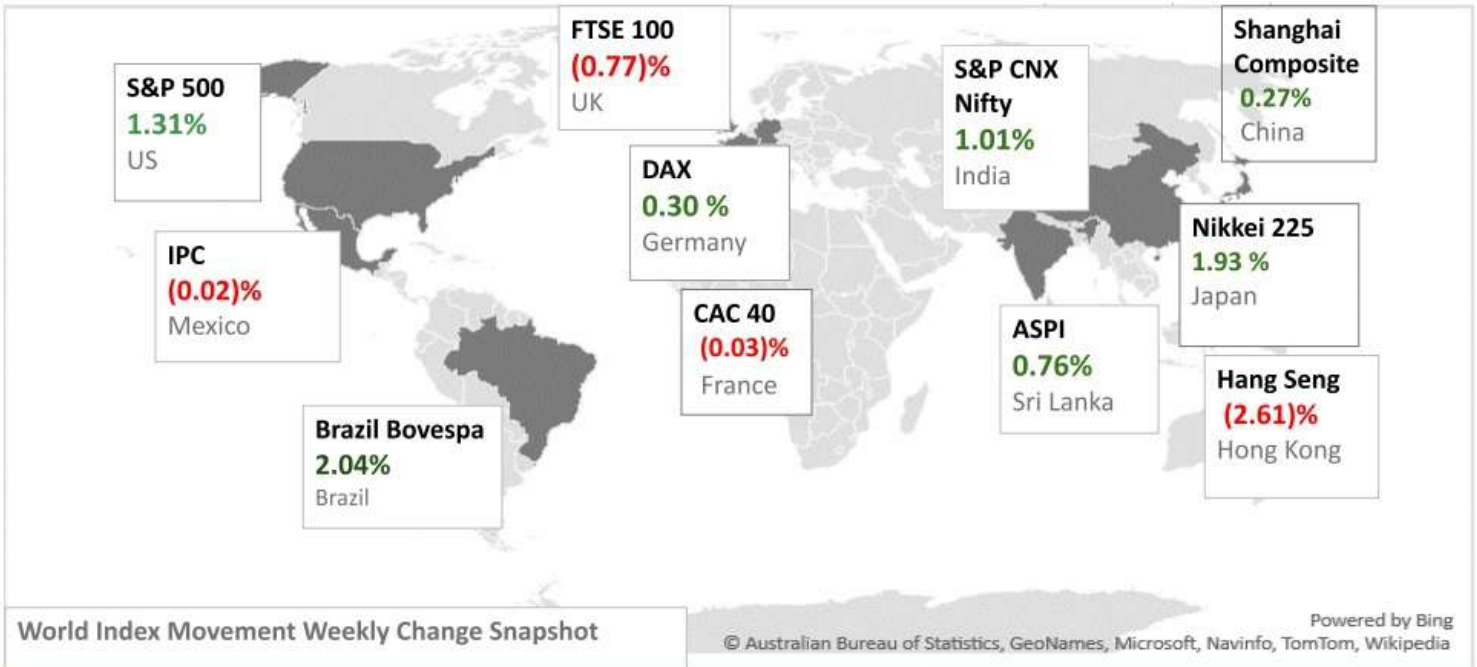 S&P 500
1.31%
US
FTSE 100
(0.77)%
UK
S&P CNX
Nifty
1.01%
India
Shanghai
Composite
0.27%
China
IPC
(0.02)%
Mexico
DAX
0.30 %
Germany
Nikkei 225
1.93 %
Japan
CAC 40
(0.03)%
France
ASPI
0.76%
Sri Lanka
Hang Seng
(2.61)%
Hong Kong
Brazil Bovespa
2.04%
Brazil
World Index Movement Weekly Change Snapshot
Powered by Bing
© Australian Bureau of Statistics, GeoNames, Microsoft, Navinfo, TomTom, Wikipedia